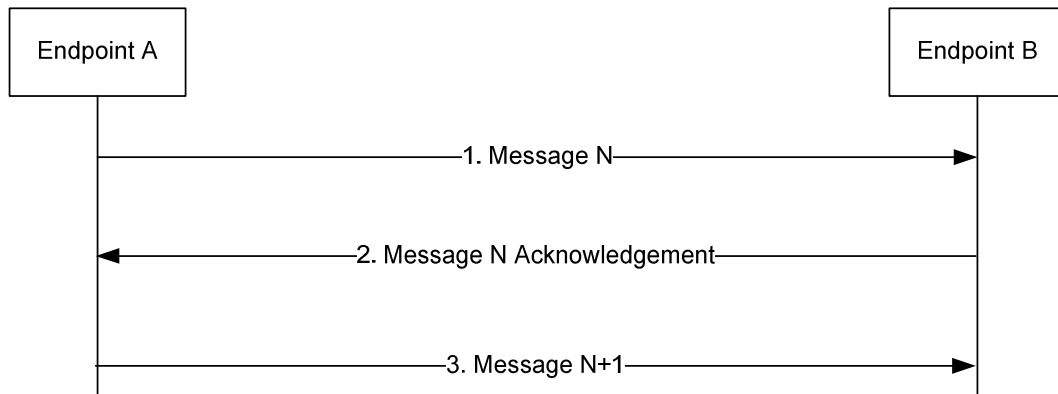 Endpoint A
Endpoint B
1. Message N
2. Message N Acknowledgement
3. Message N+1